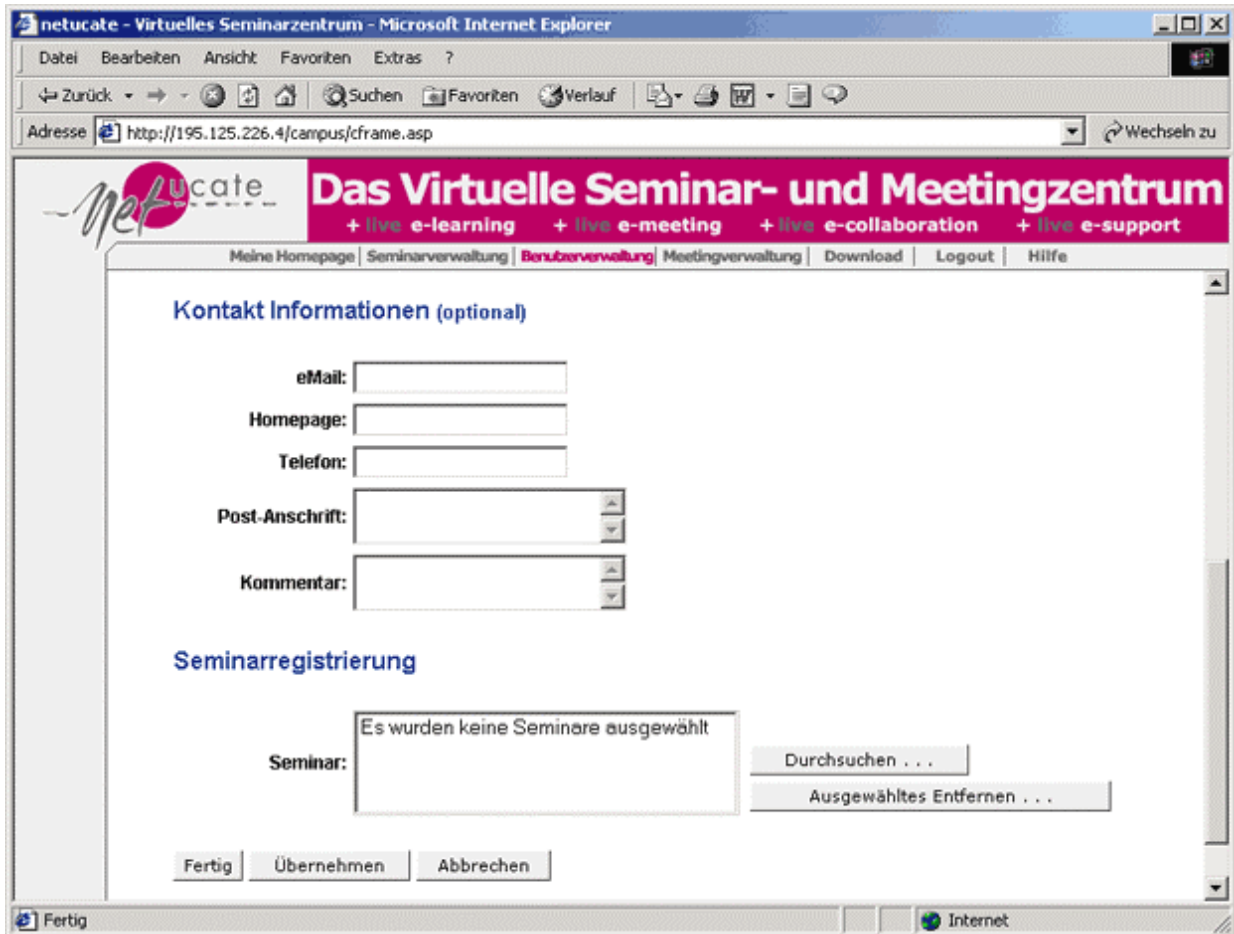 netucate - Virtuelles Seminarzentrum - Microsoft Internet Explorer
Datei Bearbeiten Ansicht Favoriten Extras ?
Zurück Suchen Favoriten Verlauf
Adresse http://195.125.226.4/campus/cframe.asp Wechseln zu
netucate
Das Virtuelle Seminar- und Meetingzentrum
+ live e-learning + live e-meeting + live e-collaboration + live e-support
Meine Homepage | Seminarverwaltung | Benutzerverwaltung | Meetingverwaltung | Download | Logout | Hilfe
Kontakt Informationen (optional)
eMail:
Homepage:
Telefon:
Post-Anschrift:
Kommentar:
Seminarregistrierung
Es wurden keine Seminare ausgewählt
Seminar:
Durchsuchen . . .
Ausgewähltes Entfernen . . .
Fertig Übernehmen Abbrechen
Fertig Internet